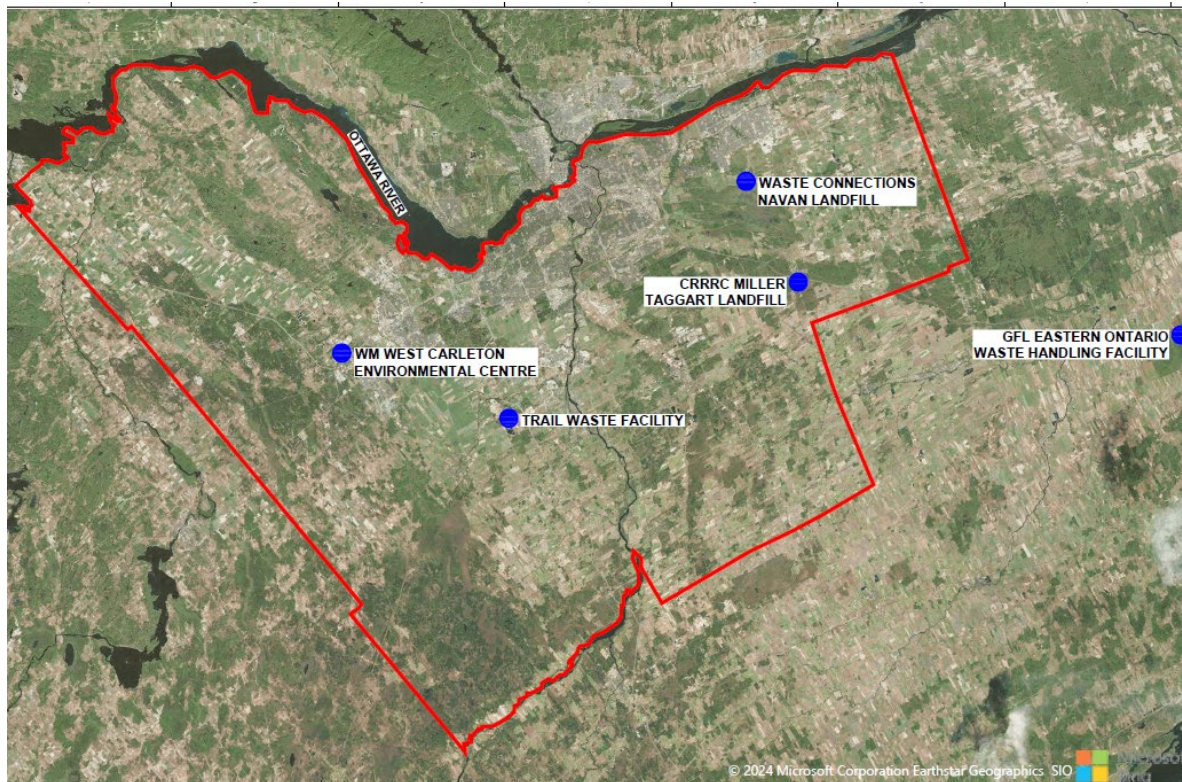 OTTAWA RIVER
WASTE CONNECTIONS
NAVAN LANDFILL
CRRRC MILLER
TAGGART LANDFILL
GFL EASTERN ONTARIO
WASTE HANDLING FACILITY
WM WEST CARLETON
ENVIRONMENTAL CENTRE
TRAIL WASTE FACILITY
© 2024 Microsoft Corporation Earthstar Geographics SIO